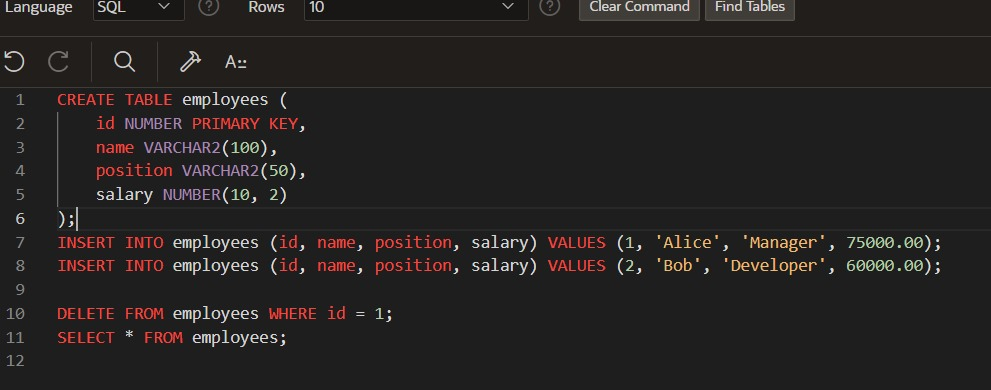 Language SQL Rows 10 Clear Command Find Tables
A::
1 CREATE TABLE employees (
2 id NUMBER PRIMARY KEY,
3 name VARCHAR2(100),
4 position VARCHAR2(50),
5 salary NUMBER(10, 2)
6 );
7 INSERT INTO employees (id, name, position, salary) VALUES (1, 'Alice', 'Manager', 75000.00);
8 INSERT INTO employees (id, name, position, salary) VALUES (2, 'Bob', 'Developer', 60000.00);
9
10 DELETE FROM employees WHERE id = 1;
11 SELECT * FROM employees;
12